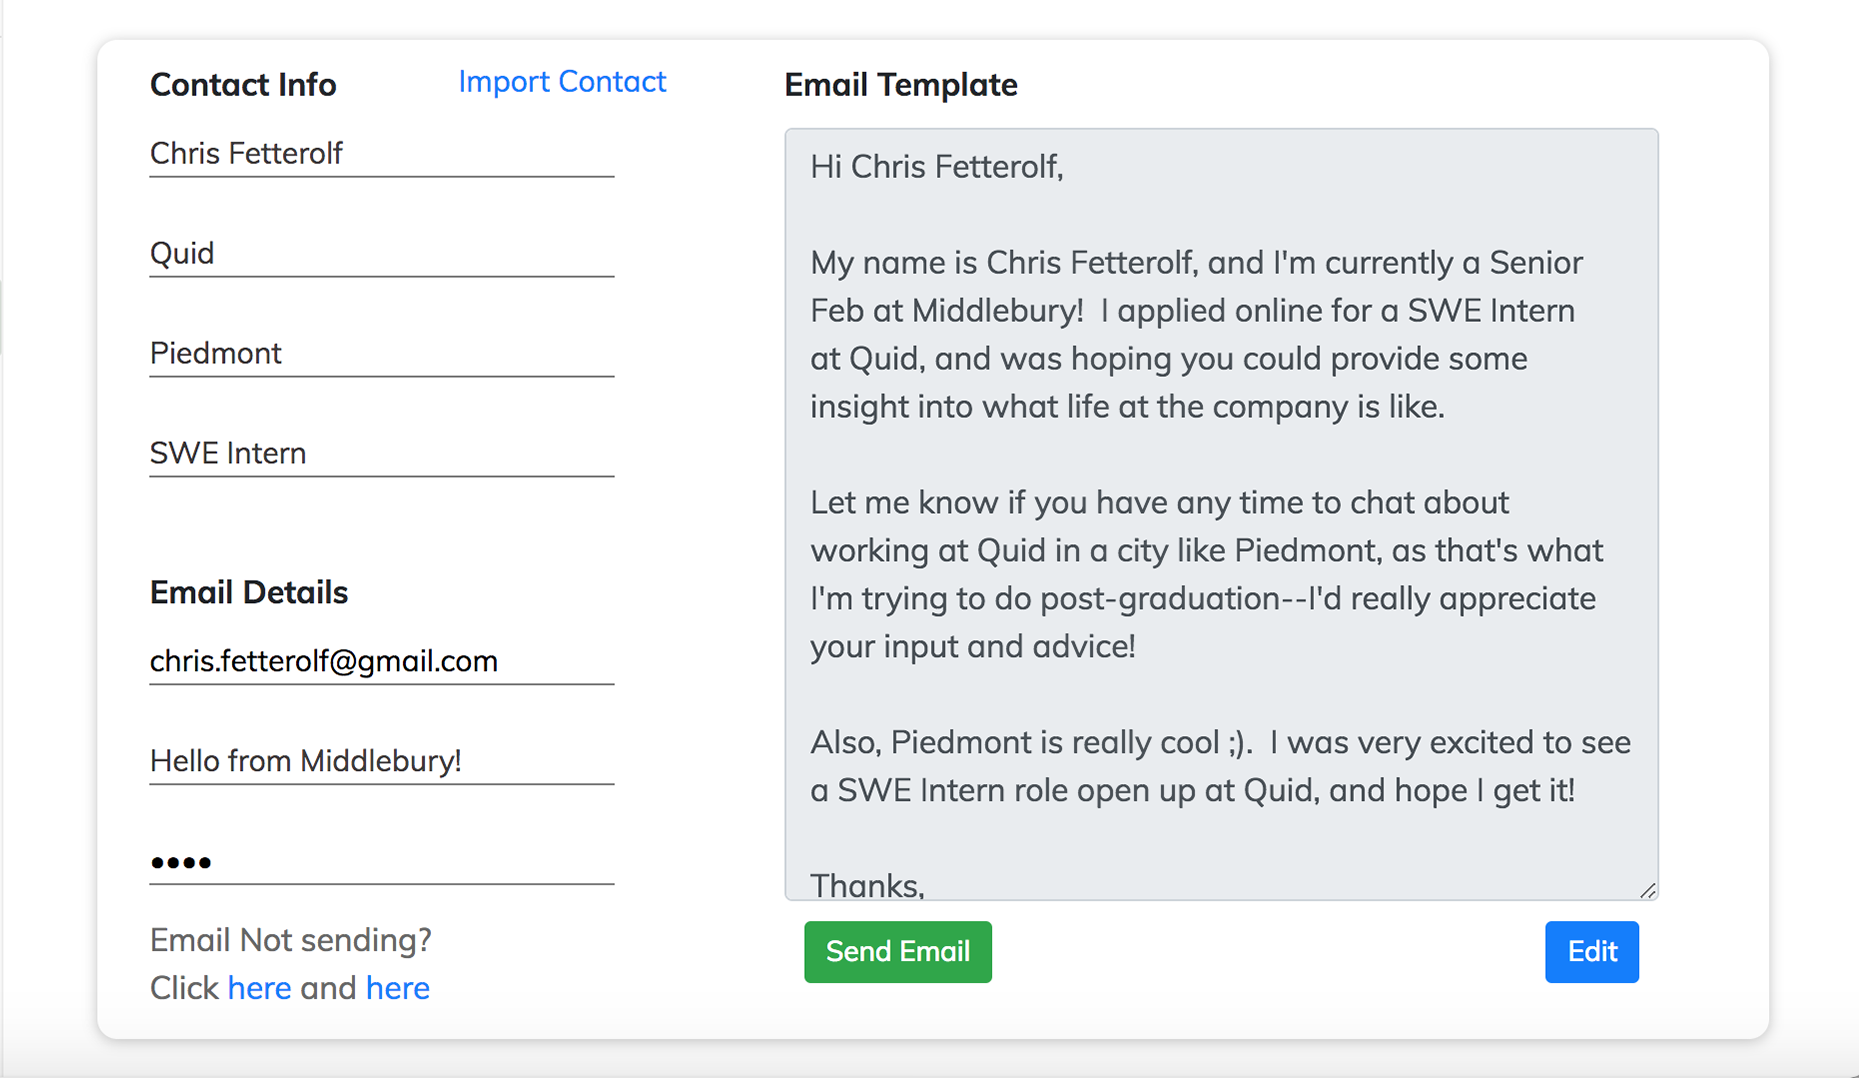 Contact Info
Import Contact
Chris Fetterolf
Quid
Piedmont
SWE Intern
Email Details
chris.fetterolf@gmail.com
Hello from Middlebury!
••••
Email Not sending?
Click here and here
Email Template
Hi Chris Fetterolf,
My name is Chris Fetterolf, and I'm currently a Senior
Feb at Middlebury!  I applied online for a SWE Intern
at Quid, and was hoping you could provide some
insight into what life at the company is like.
Let me know if you have any time to chat about
working at Quid in a city like Piedmont, as that's what
I'm trying to do post-graduation--I'd really appreciate
your input and advice!
Also, Piedmont is really cool ;).  I was very excited to see
a SWE Intern role open up at Quid, and hope I get it!
Thanks,
Send Email
Edit